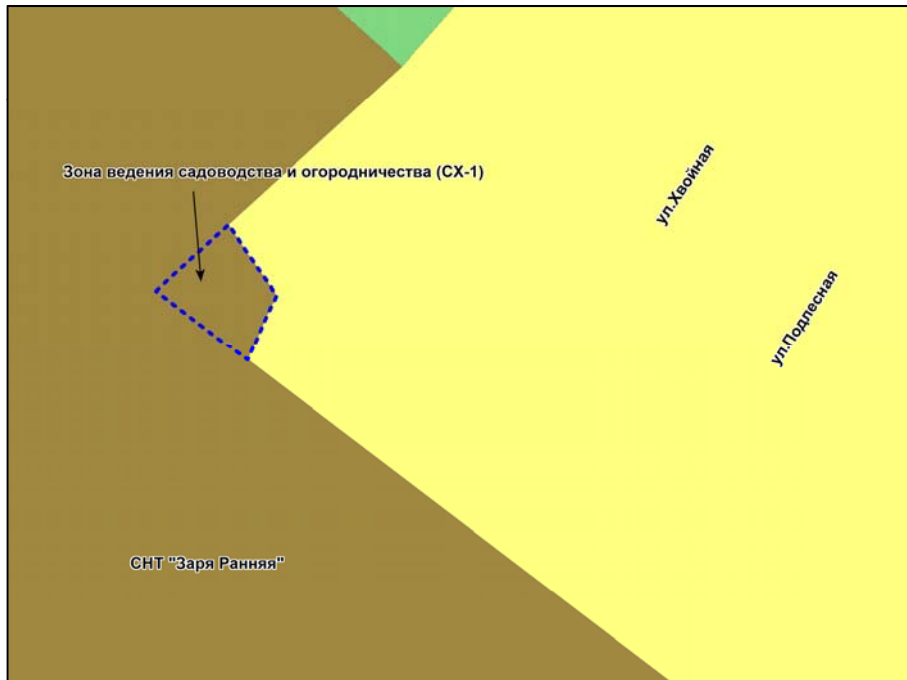 Зона ведения садоводства и огородничества (СХ-1)
ул.Хвойная
ул.Подлесная
СНТ "Заря Ранняя"